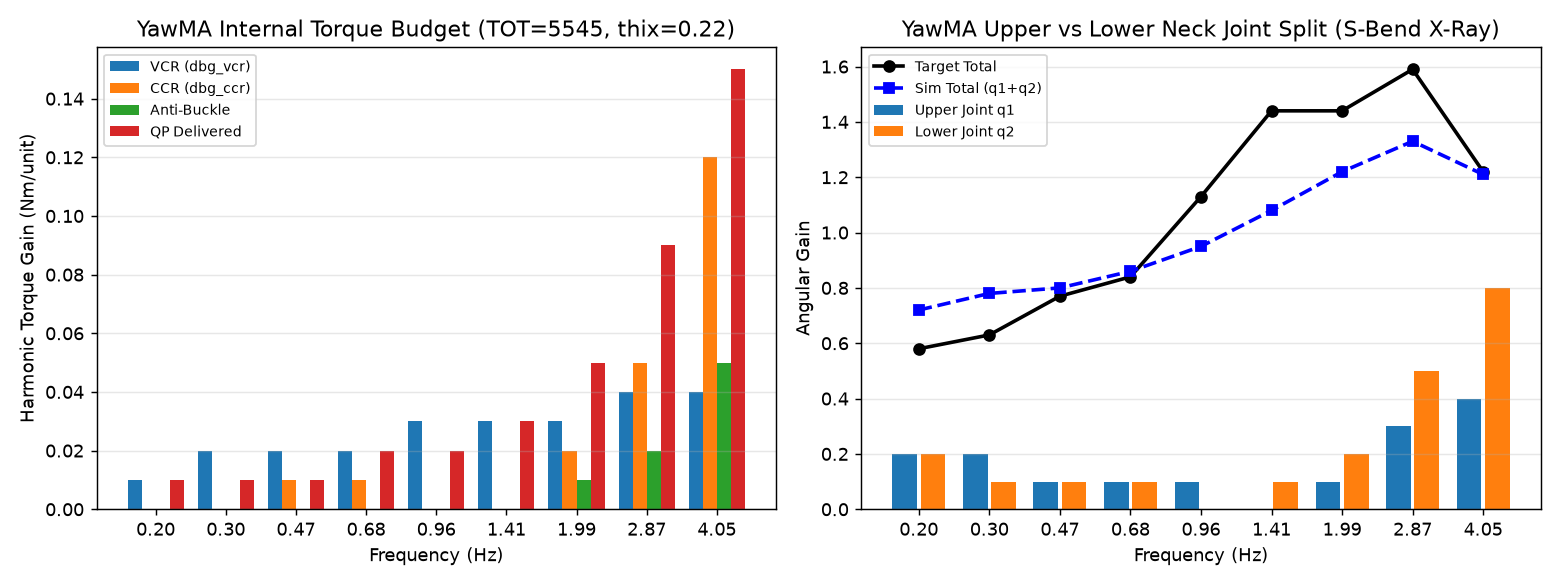 YawMA Internal Torque Budget (TOT=5545, thix=0.22)
VCR (dbg_vcr)
CCR (dbg_ccr)
Anti-Buckle
QP Delivered
Harmonic Torque Gain (Nm/unit)
0.14
0.12
0.10
0.08
0.06
0.04
0.02
0.00
0.20 0.30 0.47 0.68 0.96 1.41 1.99 2.87 4.05
Frequency (Hz)
YawMA Upper vs Lower Neck Joint Split (S-Bend X-Ray)
Target Total
Sim Total (q1+q2)
Upper Joint q1
Lower Joint q2
Angular Gain
1.6
1.4
1.2
1.0
0.8
0.6
0.4
0.2
0.0
0.20 0.30 0.47 0.68 0.96 1.41 1.99 2.87 4.05
Frequency (Hz)